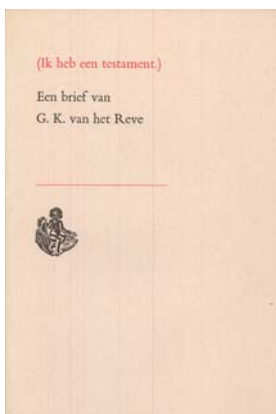 (Ik heb een testament.)
Een brief van
G. K. van het Reve